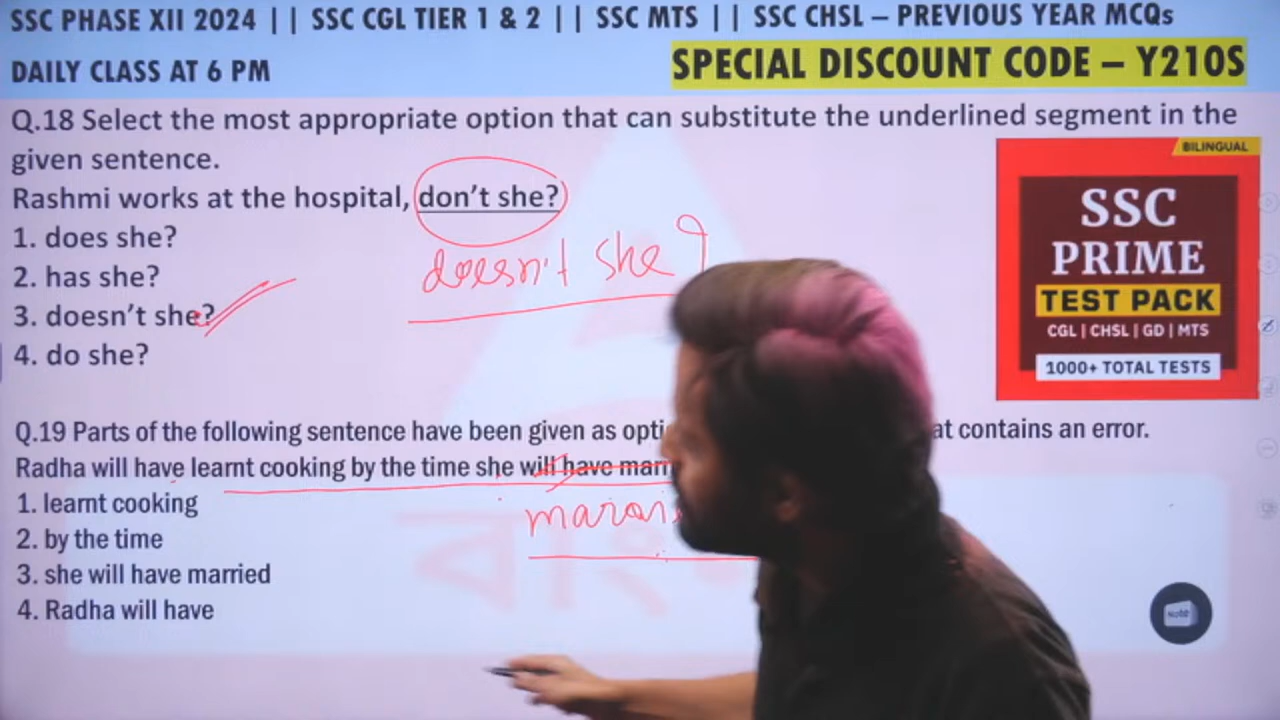 SSC PHASE XII 2024 || SSC CGL TIER 1 & 2 || SSC MTS || SSC CHSL – PREVIOUS YEAR MCQs
DAILY CLASS AT 6 PM
SPECIAL DISCOUNT CODE – Y210S
Q.18 Select the most appropriate option that can substitute the underlined segment in the
given sentence.
Rashmi works at the hospital, don't she?
1. does she?
2. has she?
3. doesn't she?
4. do she?
doesn't she?
BILINGUAL
SSC
PRIME
TEST PACK
CGL | CHSL | GD | MTS
1000+ TOTAL TESTS
Q.19 Parts of the following sentence have been given as at contains an error.
Radha will have learnt cooking by the time she will have
1. learnt cooking
2. by the time
3. she will have married
4. Radha will have
Note